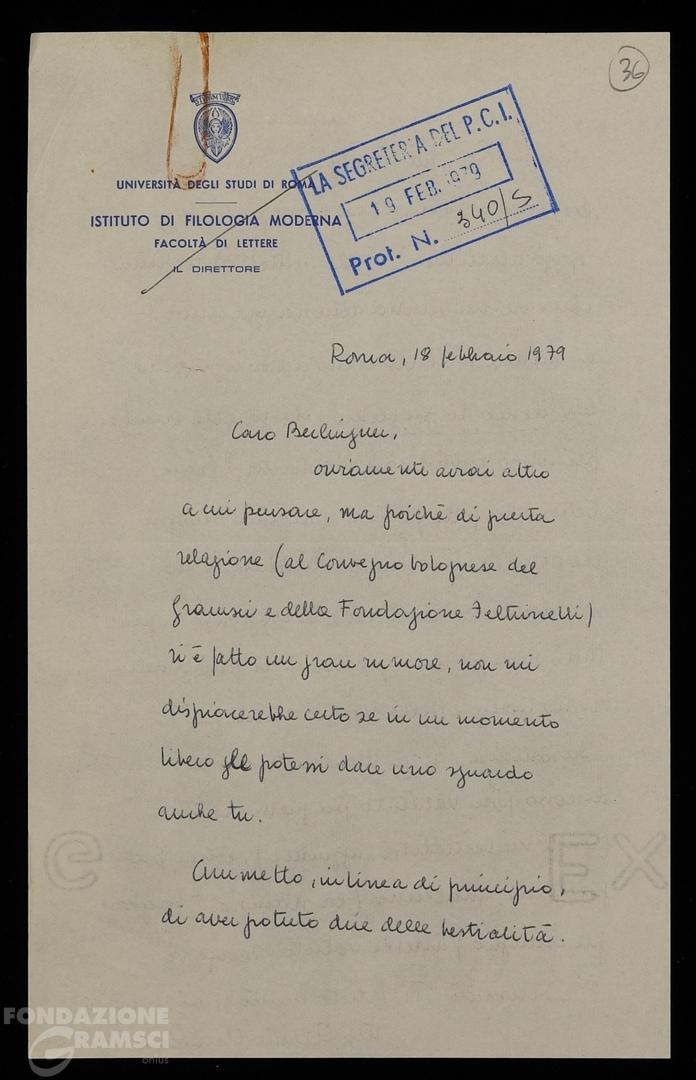 36
UNIVERSITÀ DEGLI STUDI DI ROMA
ISTITUTO DI FILOLOGIA MODERNA
FACOLTÀ DI LETTERE
IL DIRETTORE
LA SEGRETERIA DEL P.C.I.
19 FEB. 1979
Prot. N. 340/S
Roma, 18 febbraio 1979
Caro Berlinguer,
ovviamente avrai altro
a cui pensare, ma poiché di questa
relazione (al Convegno bolognese del
Gramsci e della Fondazione Feltrinelli)
si è fatto un gran rumore, non mi
dispiacerebbe certo se in un momento
libero gli potessi dare uno sguardo
anche tu.
Ammetto, in linea di principio,
di aver potuto dire delle bestialità.
FONDAZIONE
GRAMSCI
onlus